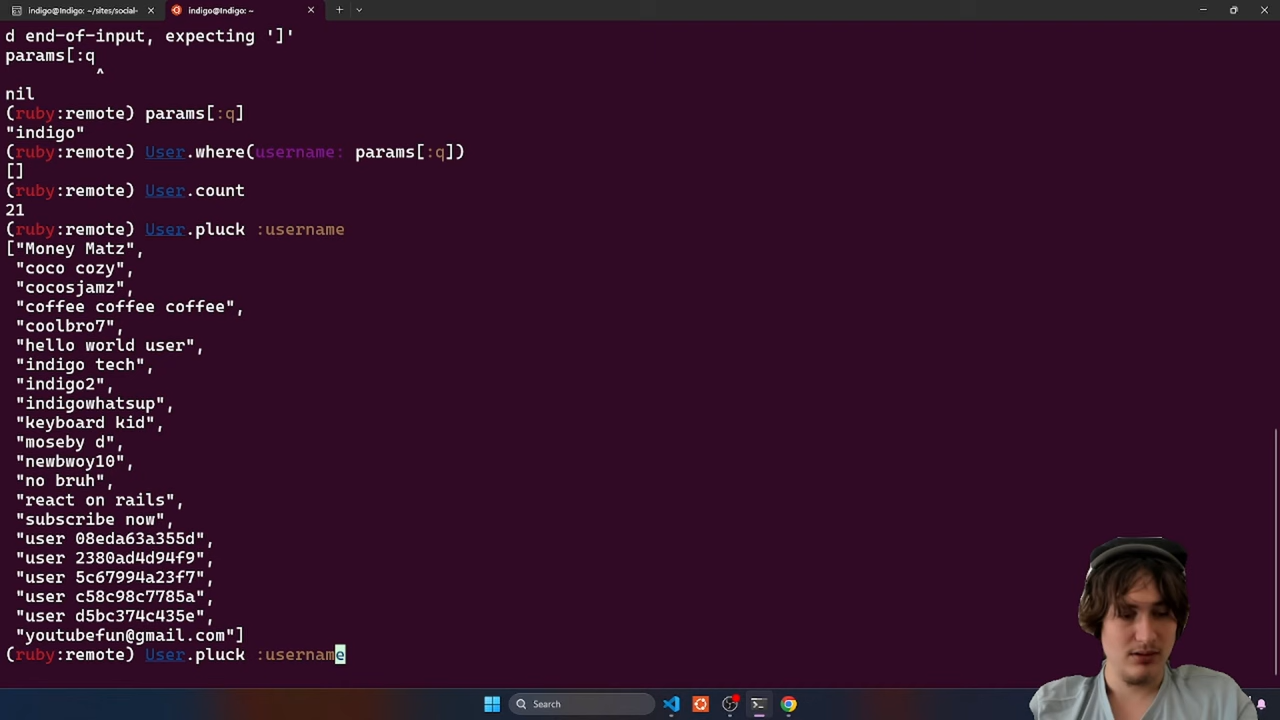 indigo@Indigo: ~/sites/social-
indigo@Indigo: ~
d end-of-input, expecting ']'
params[:q
^
nil
(ruby:remote) params[:q]
"indigo"
(ruby:remote) User.where(username: params[:q])
[]
(ruby:remote) User.count
21
(ruby:remote) User.pluck :username
["Money Matz",
"coco cozy",
"cocosjamz",
"coffee coffee coffee",
"coolbro7",
"hello world user",
"indigo tech",
"indigo2",
"indigowhatsup",
"keyboard kid",
"moseby d",
"newbwoy10",
"no bruh",
"react on rails",
"subscribe now",
"user 08eda63a355d",
"user 2380ad4d94f9",
"user 5c67994a23f7",
"user c58c98c7785a",
"user d5bc374c435e",
"youtubefun@gmail.com"]
(ruby:remote) User.pluck :username
Search